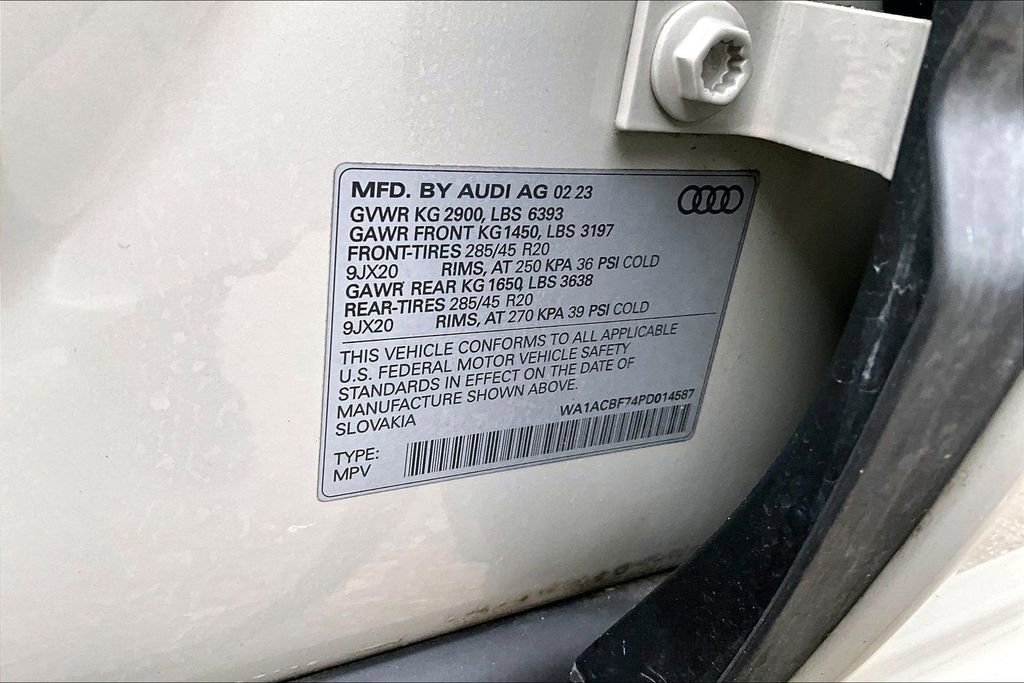 MFD. BY AUDI AG 02 23
GVWR KG 2900, LBS 6393
GAWR FRONT KG 1450, LBS 3197
FRONT-TIRES 285/45 R20
9JX20 RIMS, AT 250 KPA 36 PSI COLD
GAWR REAR KG 1650, LBS 3638
REAR-TIRES 285/45 R20
9JX20 RIMS, AT 270 KPA 39 PSI COLD
THIS VEHICLE CONFORMS TO ALL APPLICABLE
U.S. FEDERAL MOTOR VEHICLE SAFETY
STANDARDS IN EFFECT ON THE DATE OF
MANUFACTURE SHOWN ABOVE.
SLOVAKIA WA1ACBF74PD014587
TYPE:
MPV